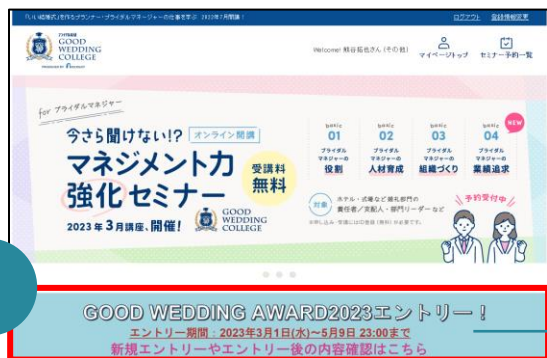 「いい結婚式」を作るプランナー・ブライダルマネージャーの仕事を学ぶ 2022年7月開講!
ログアウト 登録情報変更
GOOD
WEDDING
COLLEGE
Welcome! 熊谷 拓也さん (その他)
マイページトップ
セミナー予約一覧
for ブライダルマネジャー
今さら聞けない!? オンライン開講
マネジメント力
強化セミナー
受講料
無料
2023年3月講座、開催!
GOOD
WEDDING
COLLEGE
basic
01
ブライダル
マネジャーの
役割
basic
02
ブライダル
マネジャーの
人材育成
basic
03
ブライダル
マネジャーの
組織づくり
basic
04
NEW
ブライダル
マネジャーの
業績追求
対象
ホテル・式場など婚礼部門の
責任者/支配人・部門リーダーなど
予約受付中
GOOD WEDDING AWARD2023エントリー!
エントリー期間:2023年3月1日(水)~5月9日 23:00まで
新規エントリーやエントリー後の内容確認はこちら